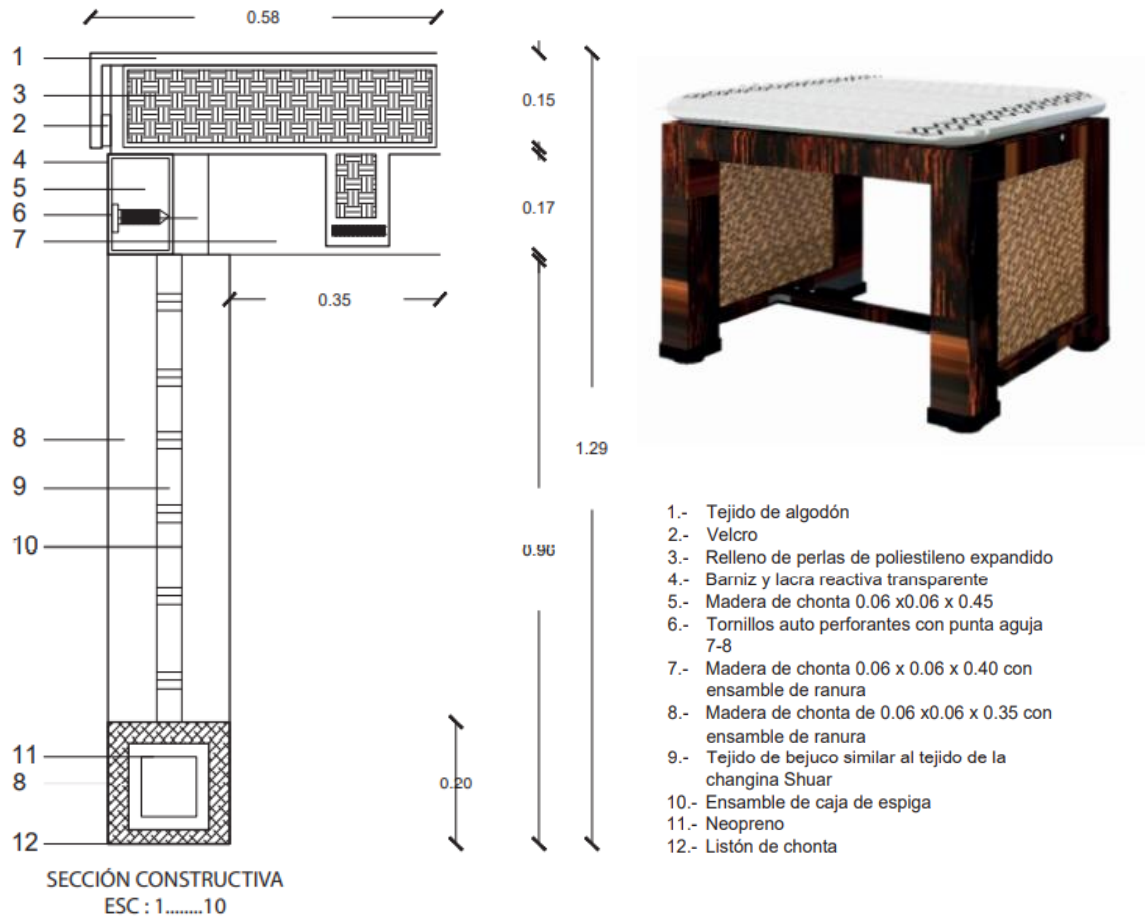 0.58
1
3
2
4
5
6
7
8
9
10
11
8
12
0.15
0.17
0.35
1.29
0.96
0.20
SECCIÓN CONSTRUCTIVA
ESC : 1........10
1.- Tejido de algodón
2.- Velcro
3.- Relleno de perlas de poliestileno expandido
4.- Barniz y lacra reactiva transparente
5.- Madera de chonta 0.06 x0.06 x 0.45
6.- Tornillos auto perforantes con punta aguja
7-8
7.- Madera de chonta 0.06 x 0.06 x 0.40 con
ensamble de ranura
8.- Madera de chonta de 0.06 x0.06 x 0.35 con
ensamble de ranura
9.- Tejido de bejuco similar al tejido de la
changina Shuar
10.- Ensamble de caja de espiga
11.- Neopreno
12.- Listón de chonta